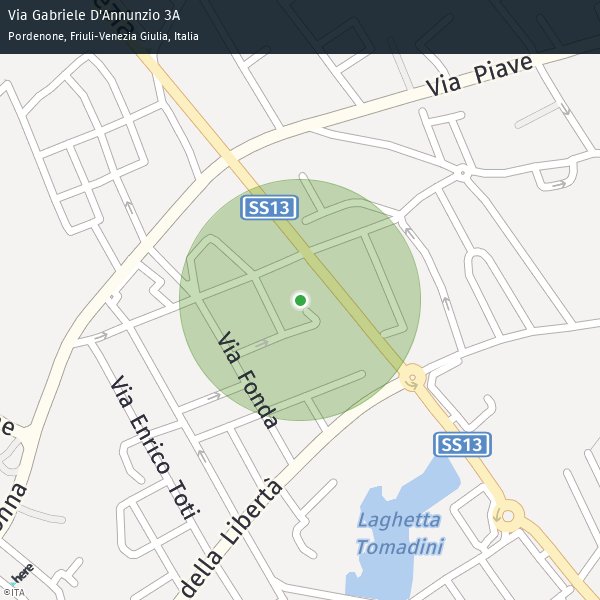 Via Gabriele D'Annunzio 3A
Pordenone, Friuli-Venezia Giulia, Italia
Via Piave
SS13
Via Fonda
Via Enrico Toti
SS13
della Libertà
Laghetta
Tomadini
here
©ITA